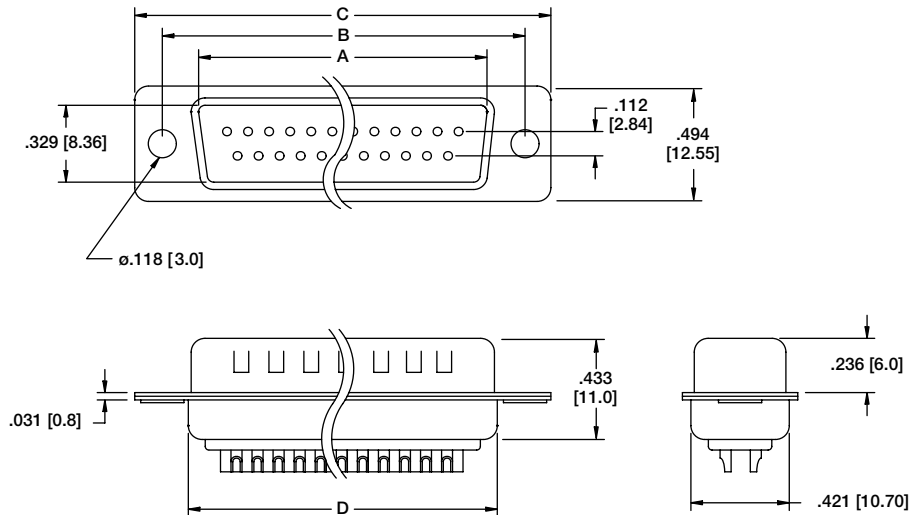 C
B
A
.329 [8.36]
.112
[2.84]
.494
[12.55]
ø.118 [3.0]
.031 [0.8]
.433
[11.0]
.236 [6.0]
D
.421 [10.70]